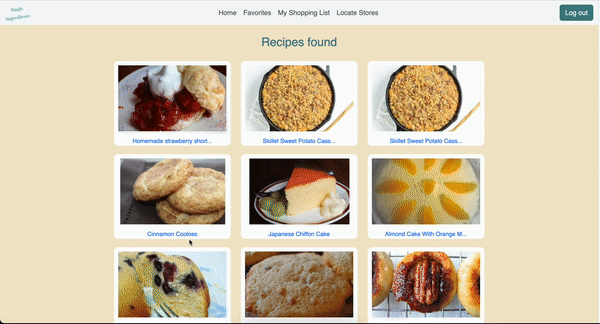 Magic
Ingredients
Home
Favorites
My Shopping List
Locate Stores
Log out
Recipes found
Homemade strawberry short...
Skillet Sweet Potato Cass...
Skillet Sweet Potato Cass...
Cinnamon Cookies
Japanese Chiffon Cake
Almond Cake With Orange M...